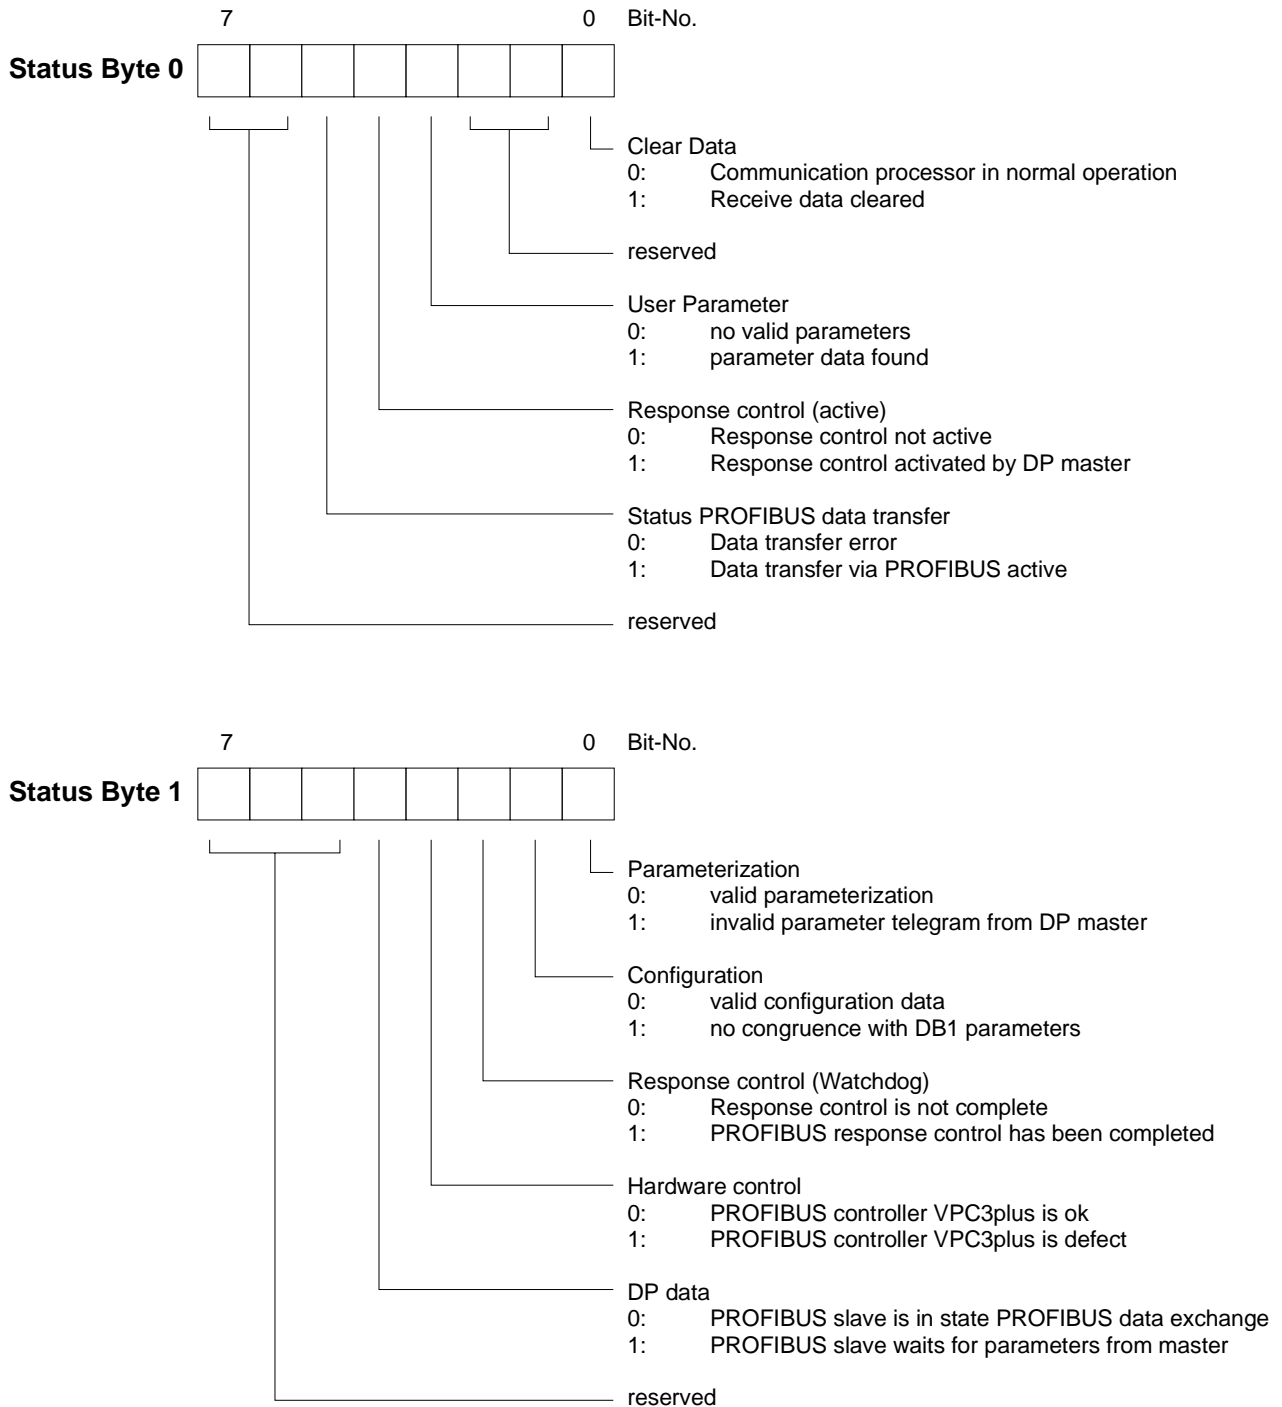 7 0 Bit-No.
Status Byte 0
Clear Data
0: Communication processor in normal operation
1: Receive data cleared
reserved
User Parameter
0: no valid parameters
1: parameter data found
Response control (active)
0: Response control not active
1: Response control activated by DP master
Status PROFIBUS data transfer
0: Data transfer error
1: Data transfer via PROFIBUS active
reserved
7 0 Bit-No.
Status Byte 1
Parameterization
0: valid parameterization
1: invalid parameter telegram from DP master
Configuration
0: valid configuration data
1: no congruence with DB1 parameters
Response control (Watchdog)
0: Response control is not complete
1: PROFIBUS response control has been completed
Hardware control
0: PROFIBUS controller VPC3plus is ok
1: PROFIBUS controller VPC3plus is defect
DP data
0: PROFIBUS slave is in state PROFIBUS data exchange
1: PROFIBUS slave waits for parameters from master
reserved